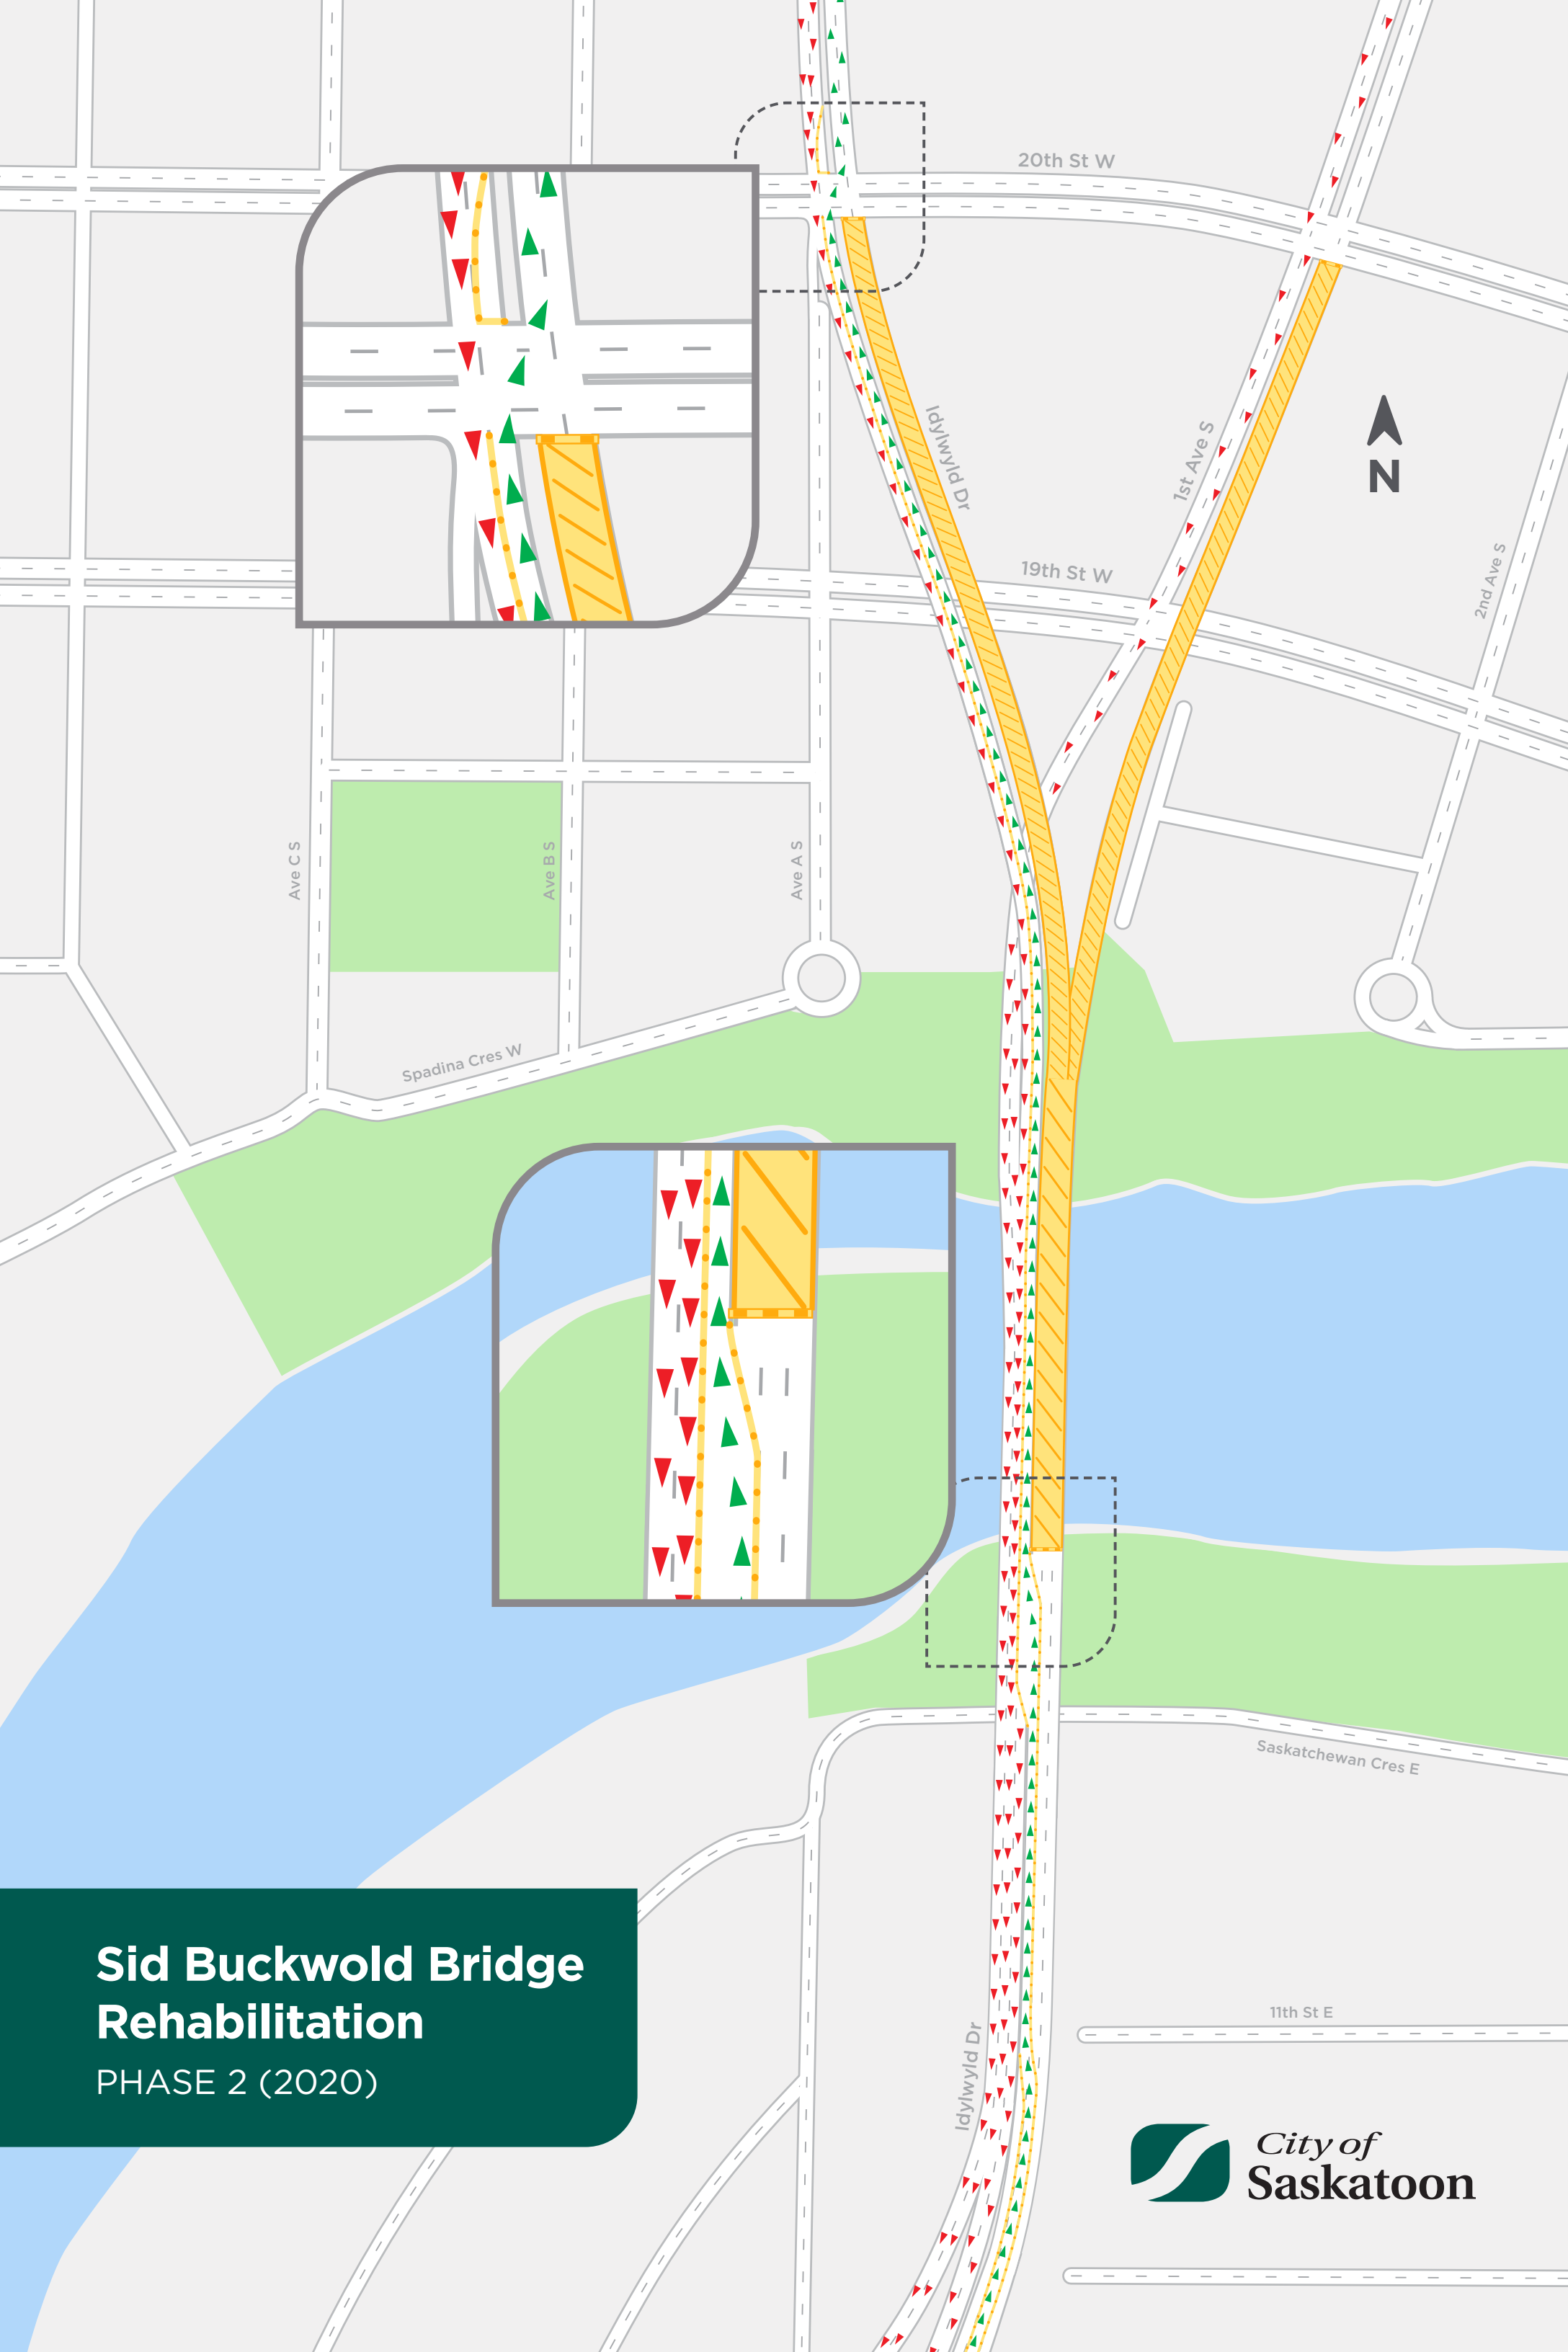 20th St W
Idylwyld Dr
1st Ave S
N
19th St W
2nd Ave S
Ave C S
Ave B S
Ave A S
Spadina Cres W
Saskatchewan Cres E
Sid Buckwold Bridge
Rehabilitation
PHASE 2 (2020)
11th St E
Idylwyld Dr
City of
Saskatoon